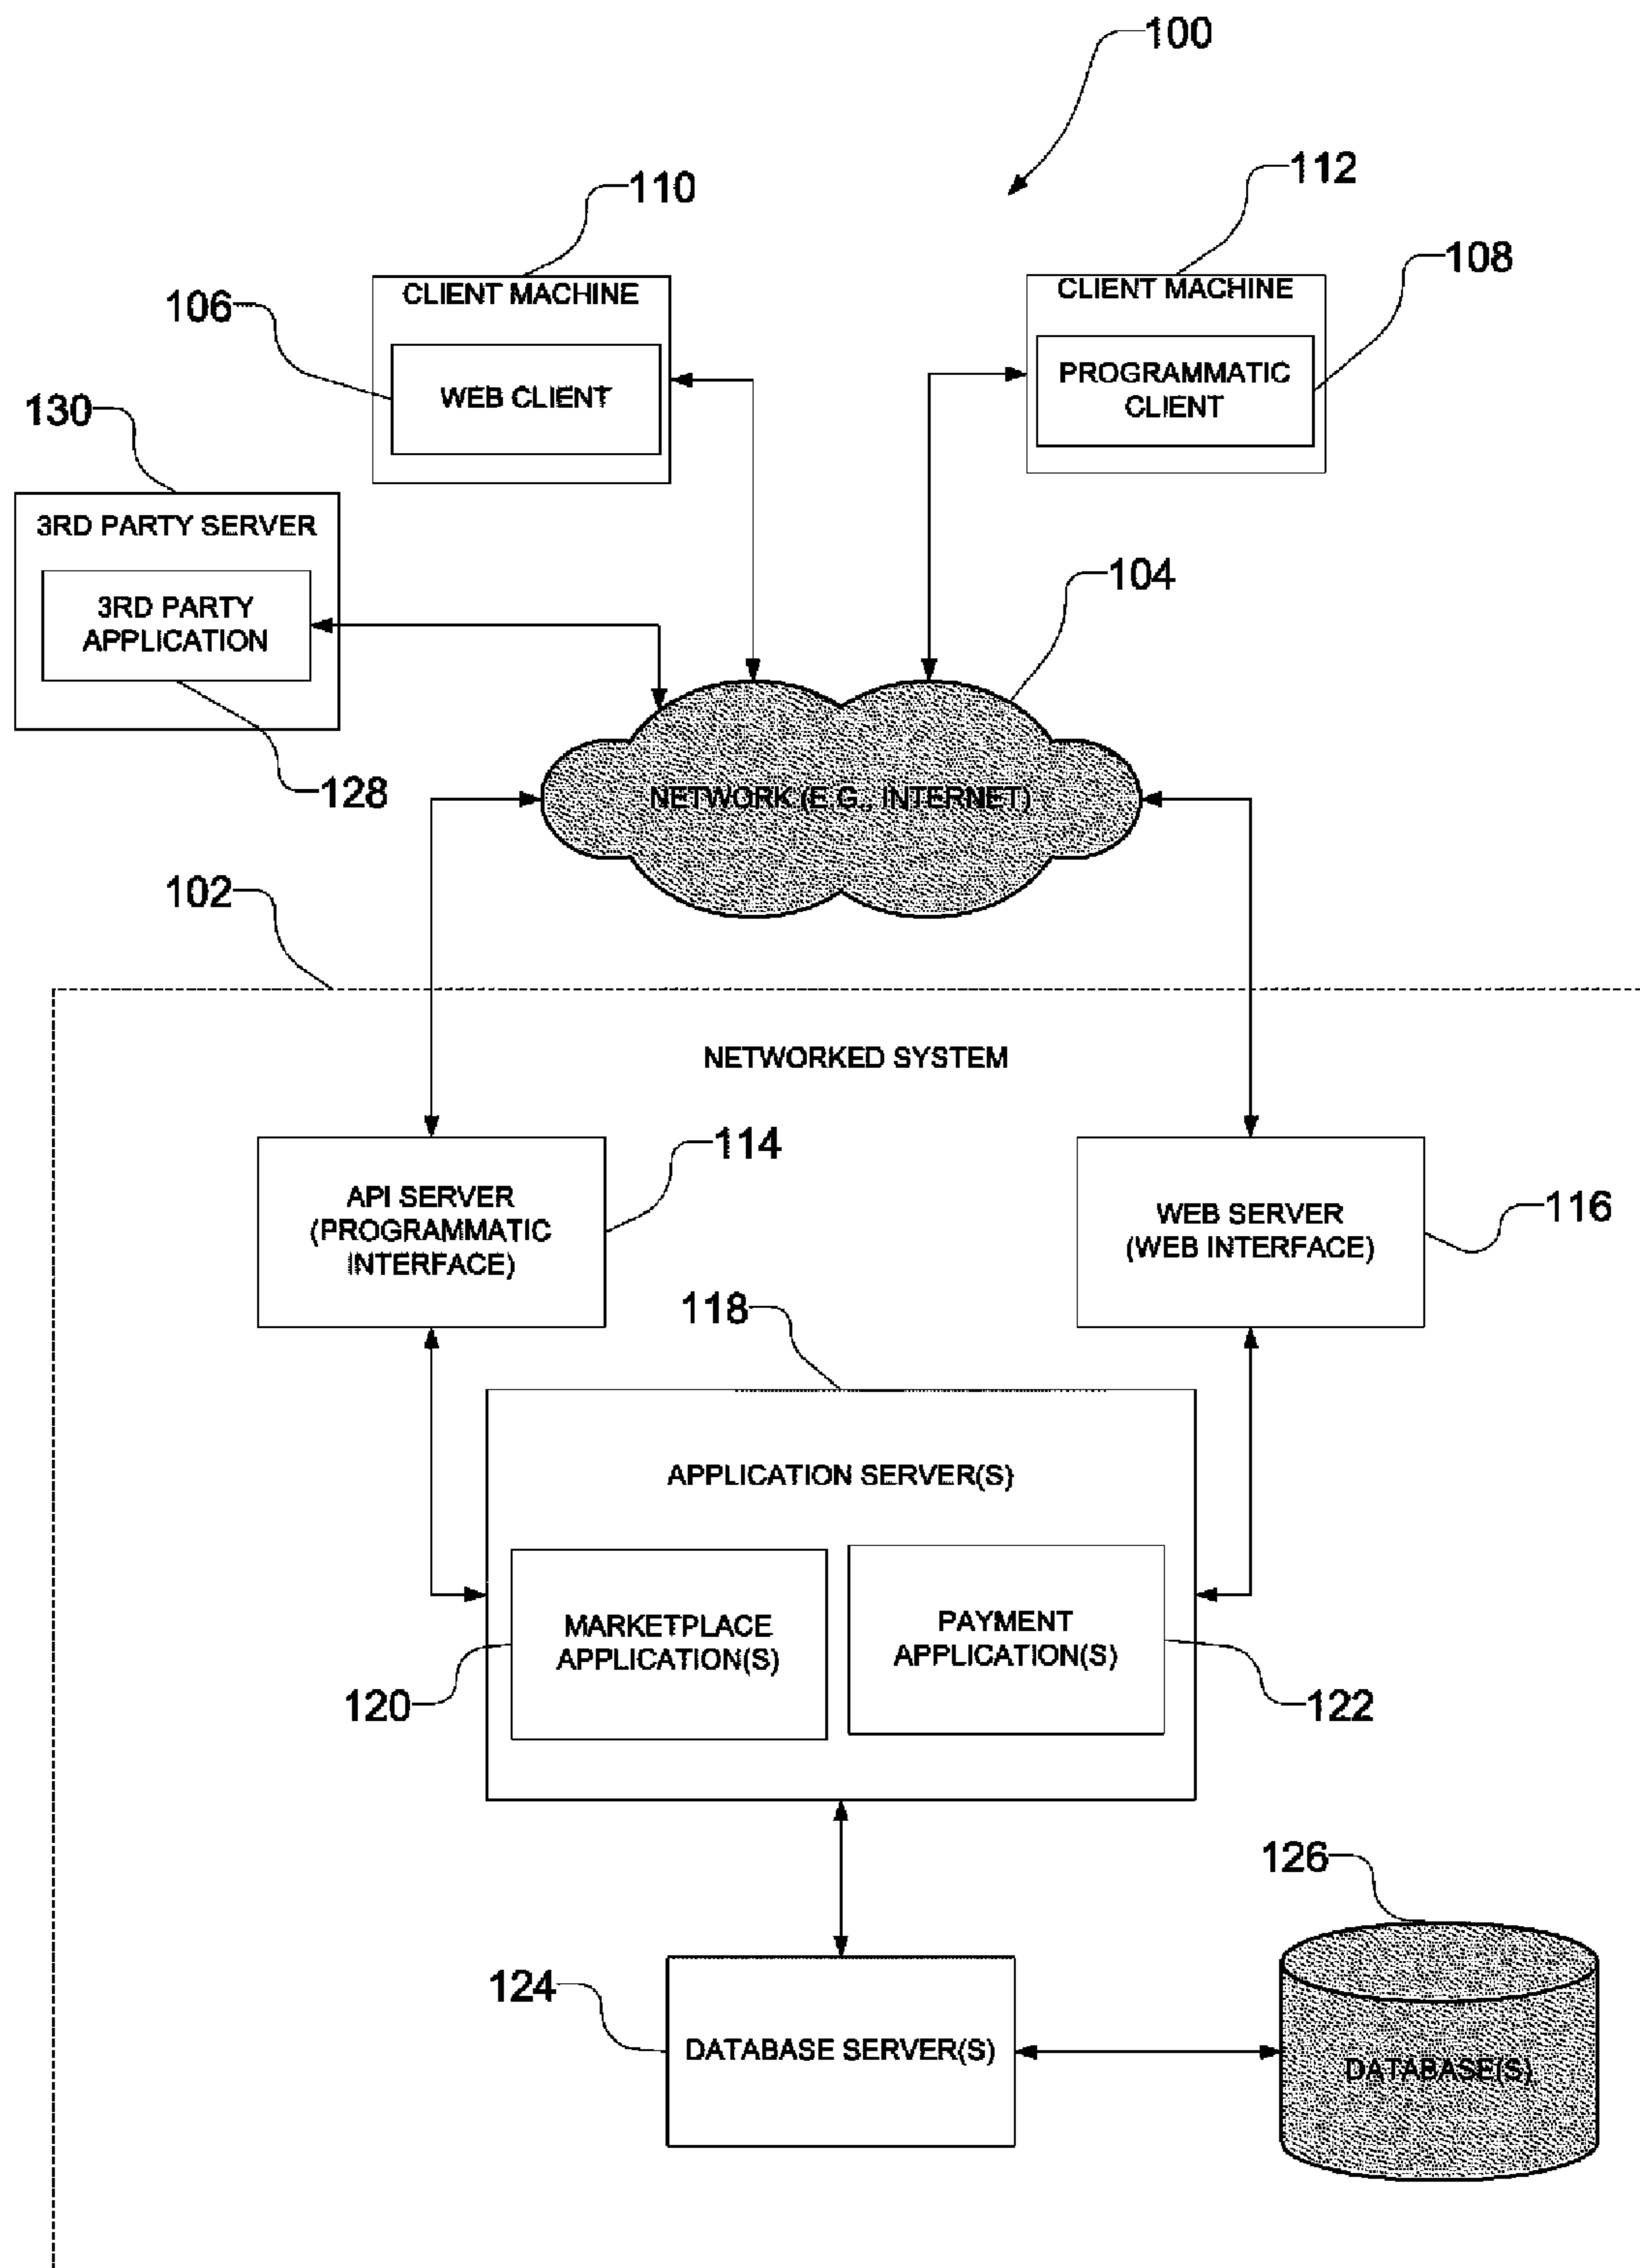 100
110
112
CLIENT MACHINE
CLIENT MACHINE
108
106
WEB CLIENT
PROGRAMMATIC
CLIENT
130
3RD PARTY SERVER
3RD PARTY
APPLICATION
104
128
NETWORK (E.G., INTERNET)
102
NETWORKED SYSTEM
114
API SERVER
(PROGRAMMATIC
INTERFACE)
WEB SERVER
(WEB INTERFACE)
116
118
APPLICATION SERVER(S)
MARKETPLACE
APPLICATION(S)
PAYMENT
APPLICATION(S)
120
122
126
124
DATABASE SERVER(S)
DATABASE(S)